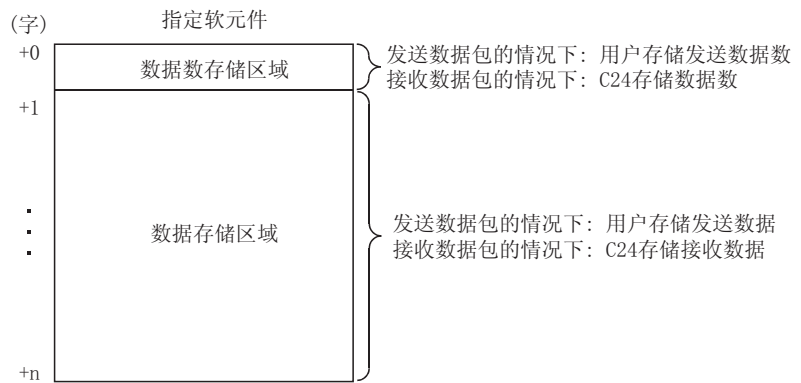 (字)
指定软元件
+0
数据数存储区域
发送数据包的情况下: 用户存储发送数据数
接收数据包的情况下: C24存储数据数
+1
数据存储区域
发送数据包的情况下: 用户存储发送数据
接收数据包的情况下: C24存储接收数据
+n